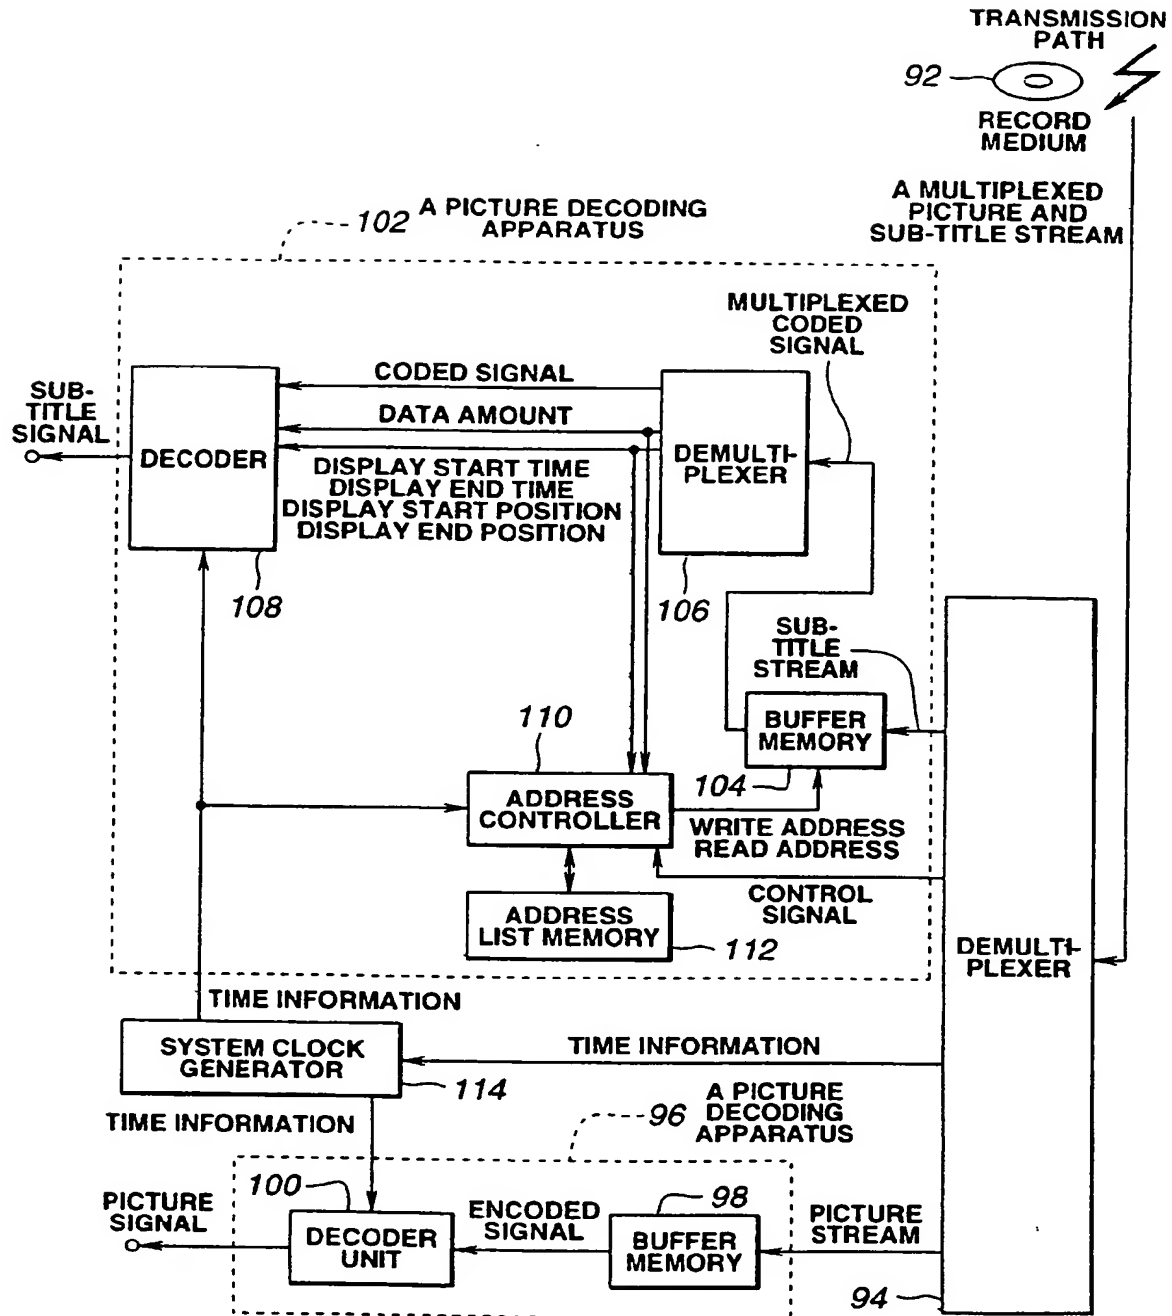 TRANSMISSION
PATH
92
RECORD
MEDIUM
A MULTIPLEXED
PICTURE AND
SUB-TITLE STREAM
102
A PICTURE DECODING
APPARATUS
MULTIPLEXED
CODED
SIGNAL
CODED SIGNAL
SUB-
TITLE
SIGNAL
DATA AMOUNT
DECODER
DEMULTI-
PLEXER
DISPLAY START TIME
DISPLAY END TIME
DISPLAY START POSITION
DISPLAY END POSITION
108
106
SUB-
TITLE
STREAM
110
BUFFER
MEMORY
104
ADDRESS
CONTROLLER
WRITE ADDRESS
READ ADDRESS
CONTROL
SIGNAL
ADDRESS
LIST MEMORY
112
DEMULTI-
PLEXER
TIME INFORMATION
SYSTEM CLOCK
GENERATOR
114
TIME INFORMATION
TIME INFORMATION
96
A PICTURE
DECODING
APPARATUS
100
PICTURE
SIGNAL
DECODER
UNIT
ENCODED
SIGNAL
98
BUFFER
MEMORY
PICTURE
STREAM
94